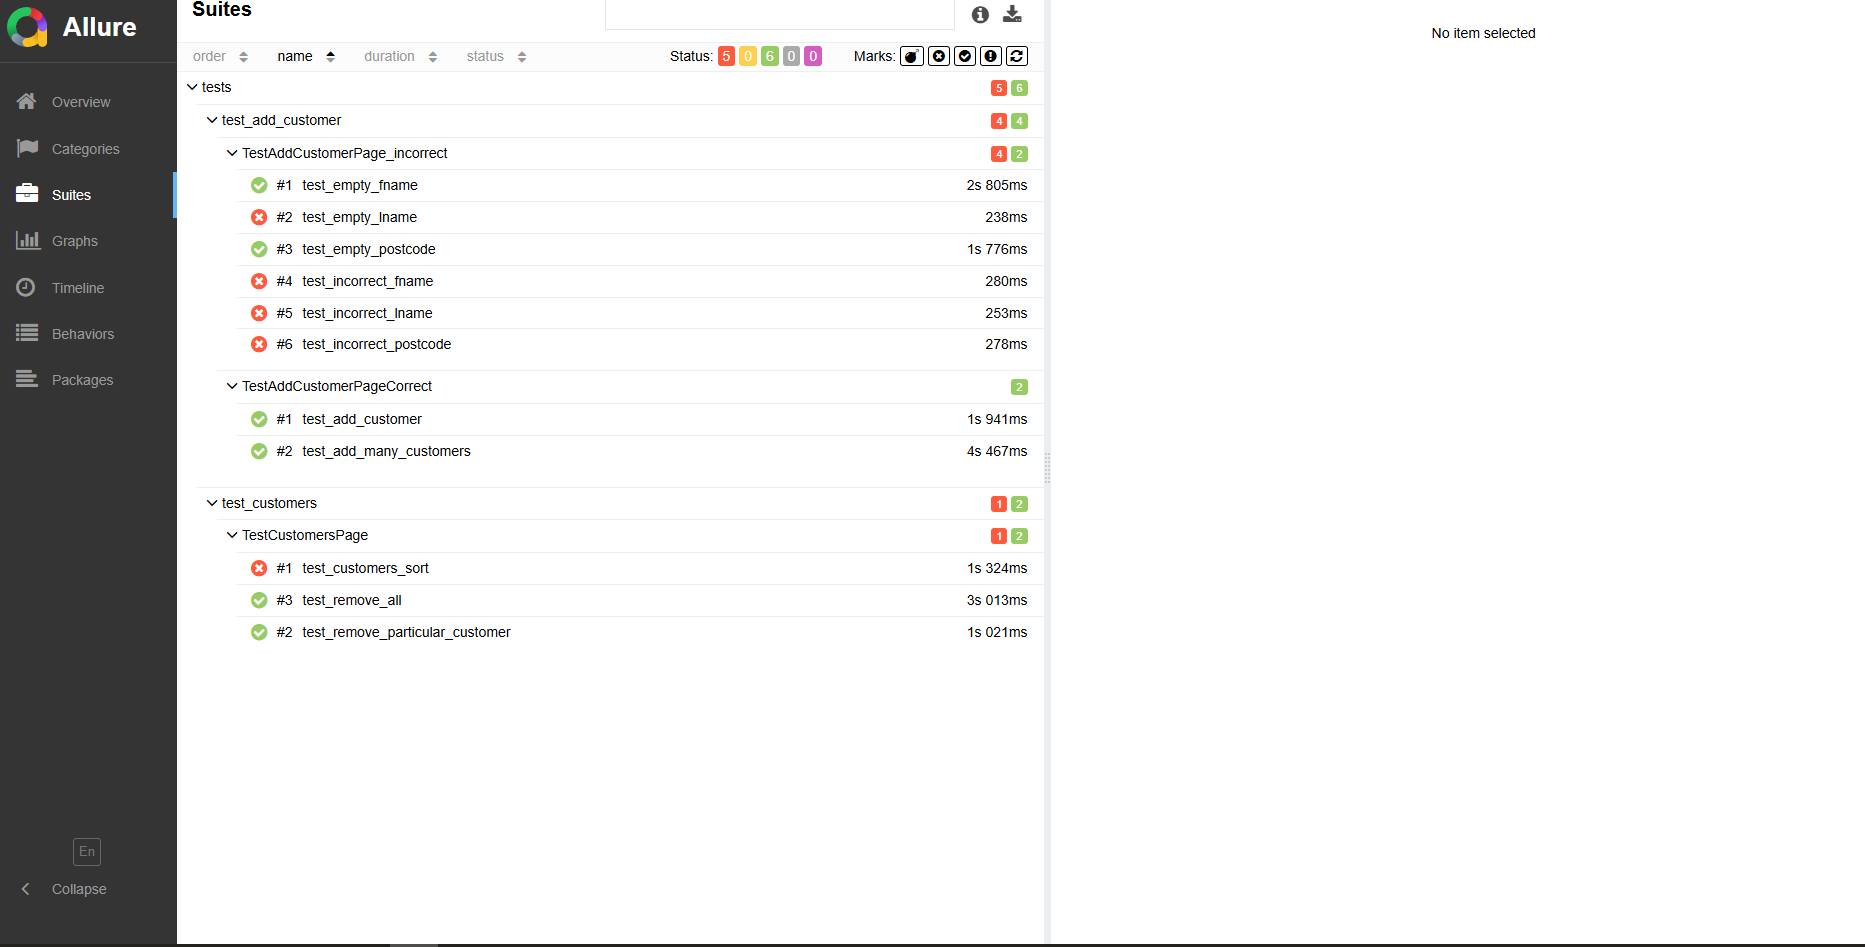 Allure
Overview
Categories
Suites
Graphs
Timeline
Behaviors
Packages
En
Collapse
Suites
order name duration status Status: 5 0 6 0 0 Marks:
tests 5 6
test_add_customer 4 4
TestAddCustomerPage_incorrect 4 2
#1 test_empty_fname 2s 805ms
#2 test_empty_lname 238ms
#3 test_empty_postcode 1s 776ms
#4 test_incorrect_fname 280ms
#5 test_incorrect_lname 253ms
#6 test_incorrect_postcode 278ms
TestAddCustomerPageCorrect 2
#1 test_add_customer 1s 941ms
#2 test_add_many_customers 4s 467ms
test_customers 1 2
TestCustomersPage 1 2
#1 test_customers_sort 1s 324ms
#3 test_remove_all 3s 013ms
#2 test_remove_particular_customer 1s 021ms
No item selected